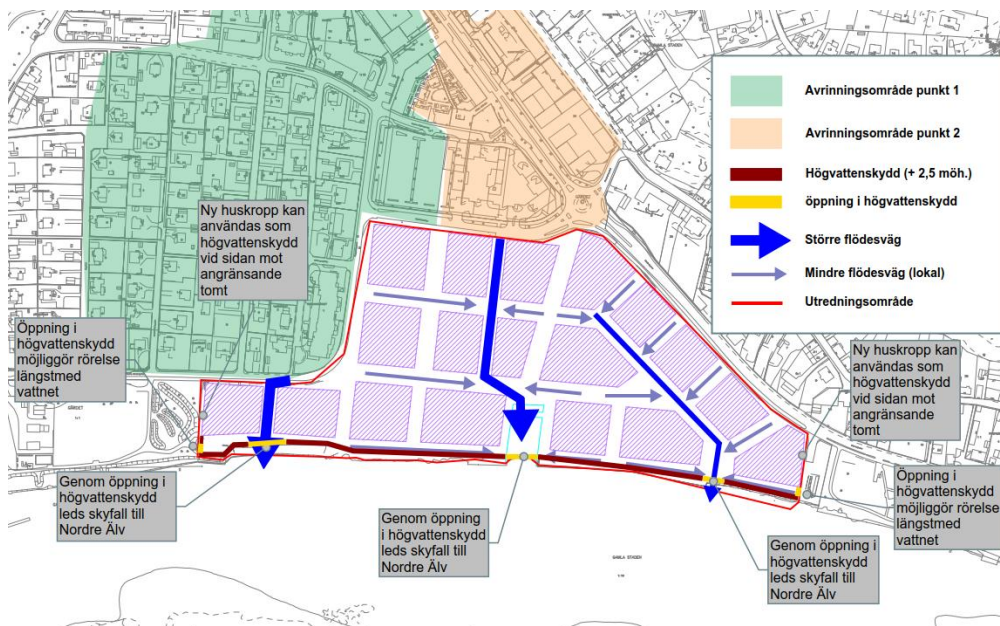 Avrinningsområde punkt 1
Avrinningsområde punkt 2
Högvattenskydd (+ 2,5 möh.)
öppning i högvattenskydd
Större flödesväg
Mindre flödesväg (lokal)
Utredningsområde
Ny huskropp kan
användas som
högvattenskydd
vid sidan mot
angränsande
tomt
Öppning i
högvattenskydd
möjliggör rörelse
längstmed
vattnet
Genom öppning i
högvattenskydd
leds skyfall till
Nordre Älv
Genom öppning
i högvattenskydd
leds skyfall till
Nordre Älv
Genom öppning i
högvattenskydd
leds skyfall till
Nordre Älv
Ny huskropp kan
användas som
högvattenskydd
vid sidan mot
angränsande
tomt
Öppning i
högvattenskydd
möjliggör rörelse
längstmed
vattnet
GAMLA STADEN
GAMLA STADEN